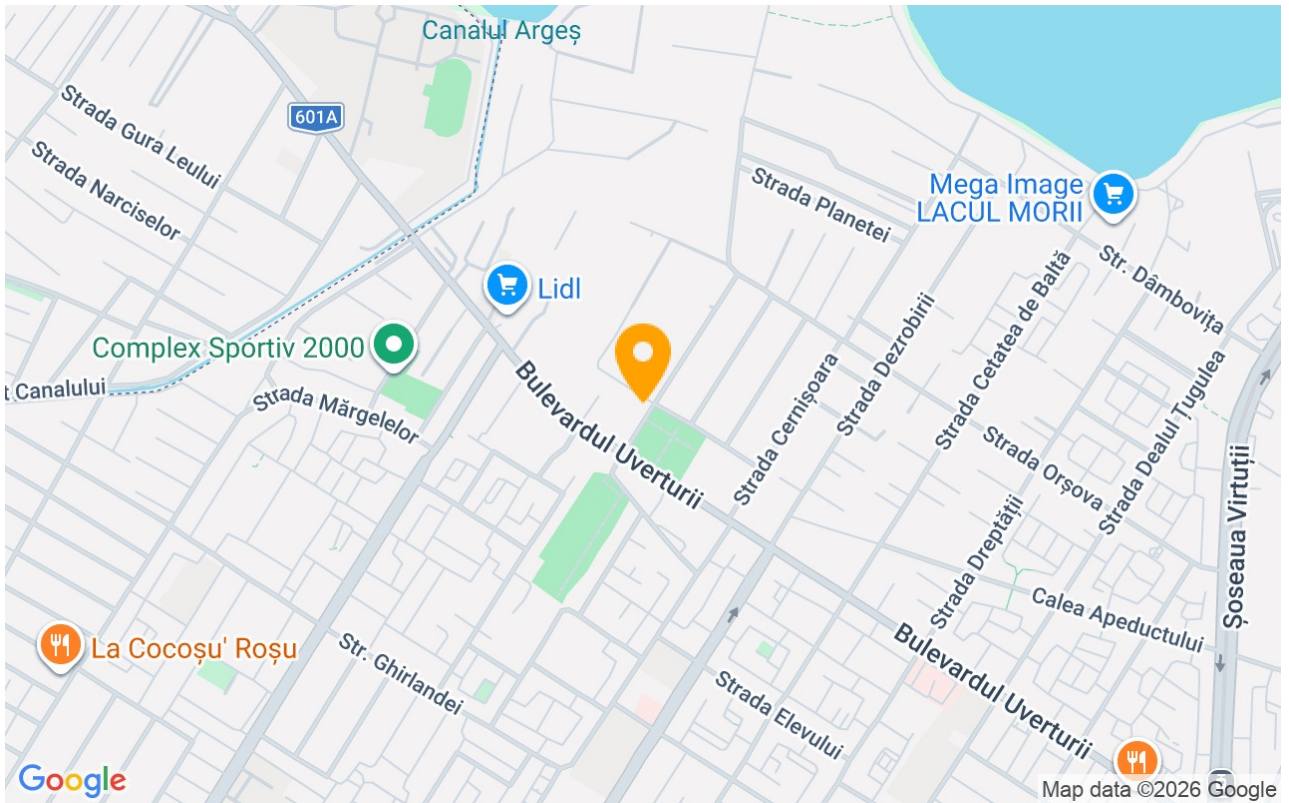 Canalul Argeș
601A
Strada Gura Leului
Strada Narciselor
Strada Planetei
Mega Image
LACUL MORII
Str. Dâmbovița
Lidl
Complex Sportiv 2000
t Canalului
Strada Mărgelelor
Bulevardul Uverturii
Strada Cernișoara
Strada Dezrobirii
Strada Cetatea de Baltă
Strada Dealul Țugulea
Strada Orșova
Șoseaua Virtuții
Strada Dreptății
Calea Apeductului
La Cocoșu' Roșu
Str. Ghirlandei
Strada Elevului
Bulevardul Uverturii
Google
Map data ©2026 Google